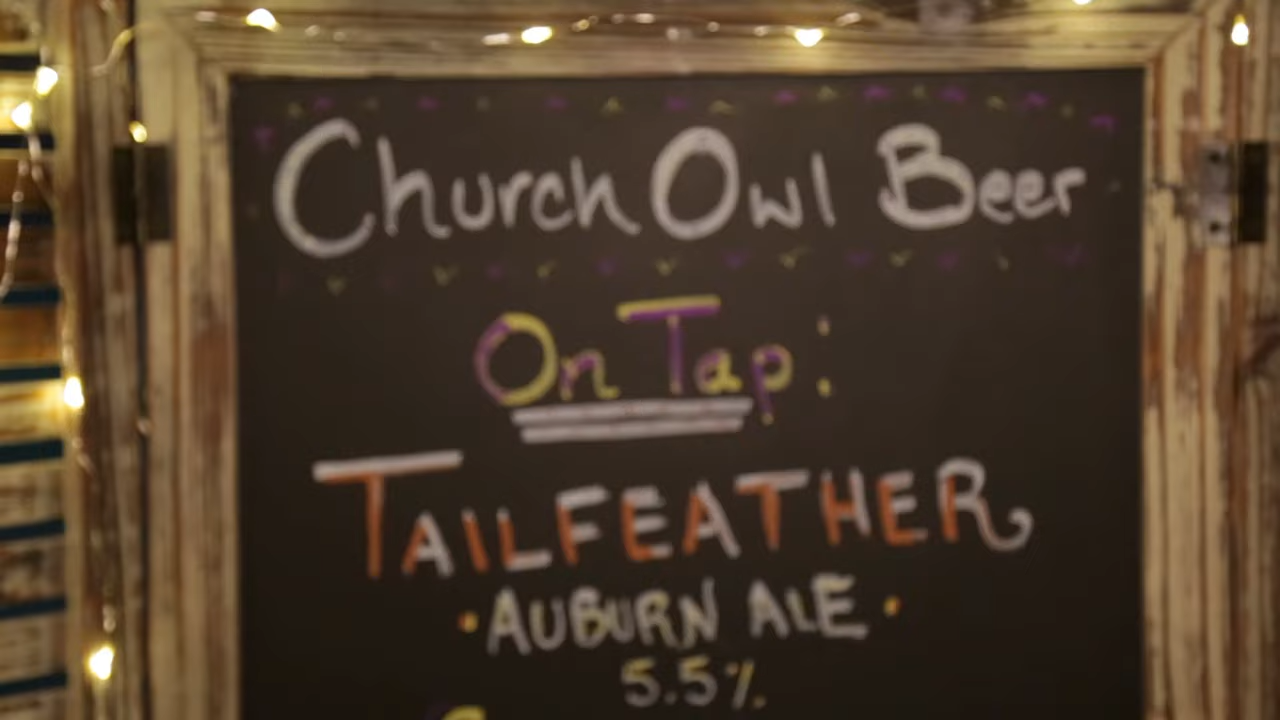 Church Owl Beer
On Tap:
TAILFEATHER
·AUBURN ALE·
5.5%